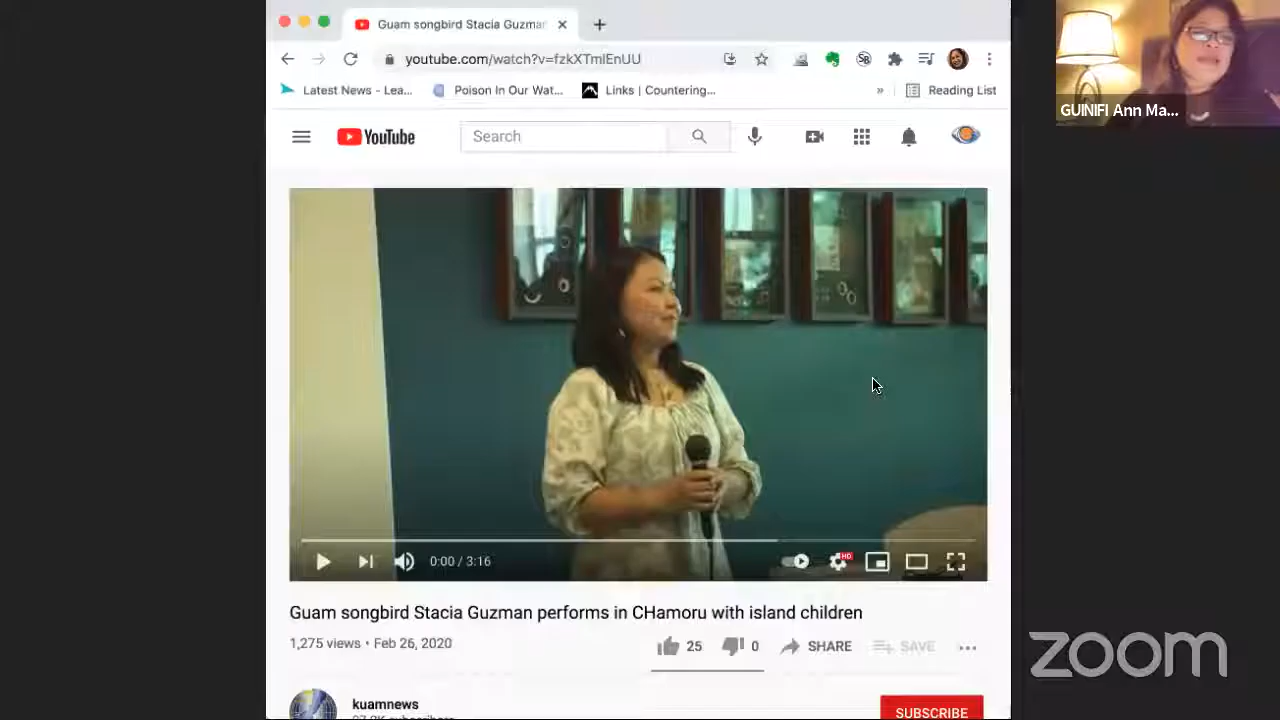 Guam songbird Stacia Guzmar
youtube.com/watch?v=fzkXTmlEnUU
Latest News - Lea...
Poison In Our Wat...
Links | Countering...
»
Reading List
YouTube
Search
0:00 / 3:16
HD
Guam songbird Stacia Guzman performs in CHamoru with island children
1,275 views • Feb 26, 2020
25
0
SHARE
SAVE
kuamnews
SUBSCRIBE
GUINIFI Ann Ma...
zoom